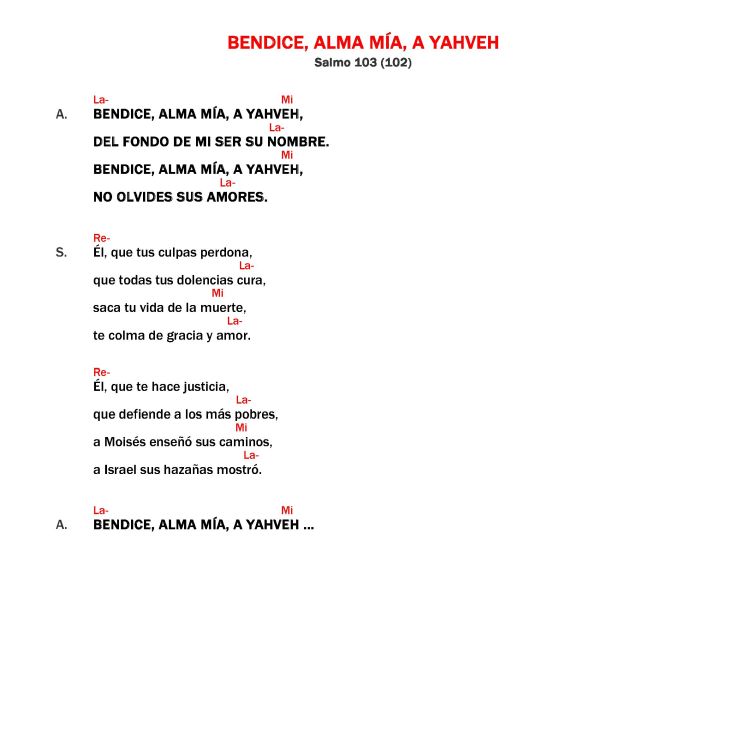 BENDICE, ALMA MÍA, A YAHVEH
Salmo 103 (102)
La- Mi
A. BENDICE, ALMA MÍA, A YAHVEH,
DEL FONDO DE MI SER SU NOMBRE.
La-
BENDICE, ALMA MÍA, A YAHVEH,
Mi
NO OLVIDES SUS AMORES.
La-
Re-
S. Él, que tus culpas perdona,
La-
que todas tus dolencias cura,
Mi
saca tu vida de la muerte,
La-
te colma de gracia y amor.
Re-
Él, que te hace justicia,
La-
que defiende a los más pobres,
Mi
a Moisés enseñó sus caminos,
La-
a Israel sus hazañas mostró.
La- Mi
A. BENDICE, ALMA MÍA, A YAHVEH ...